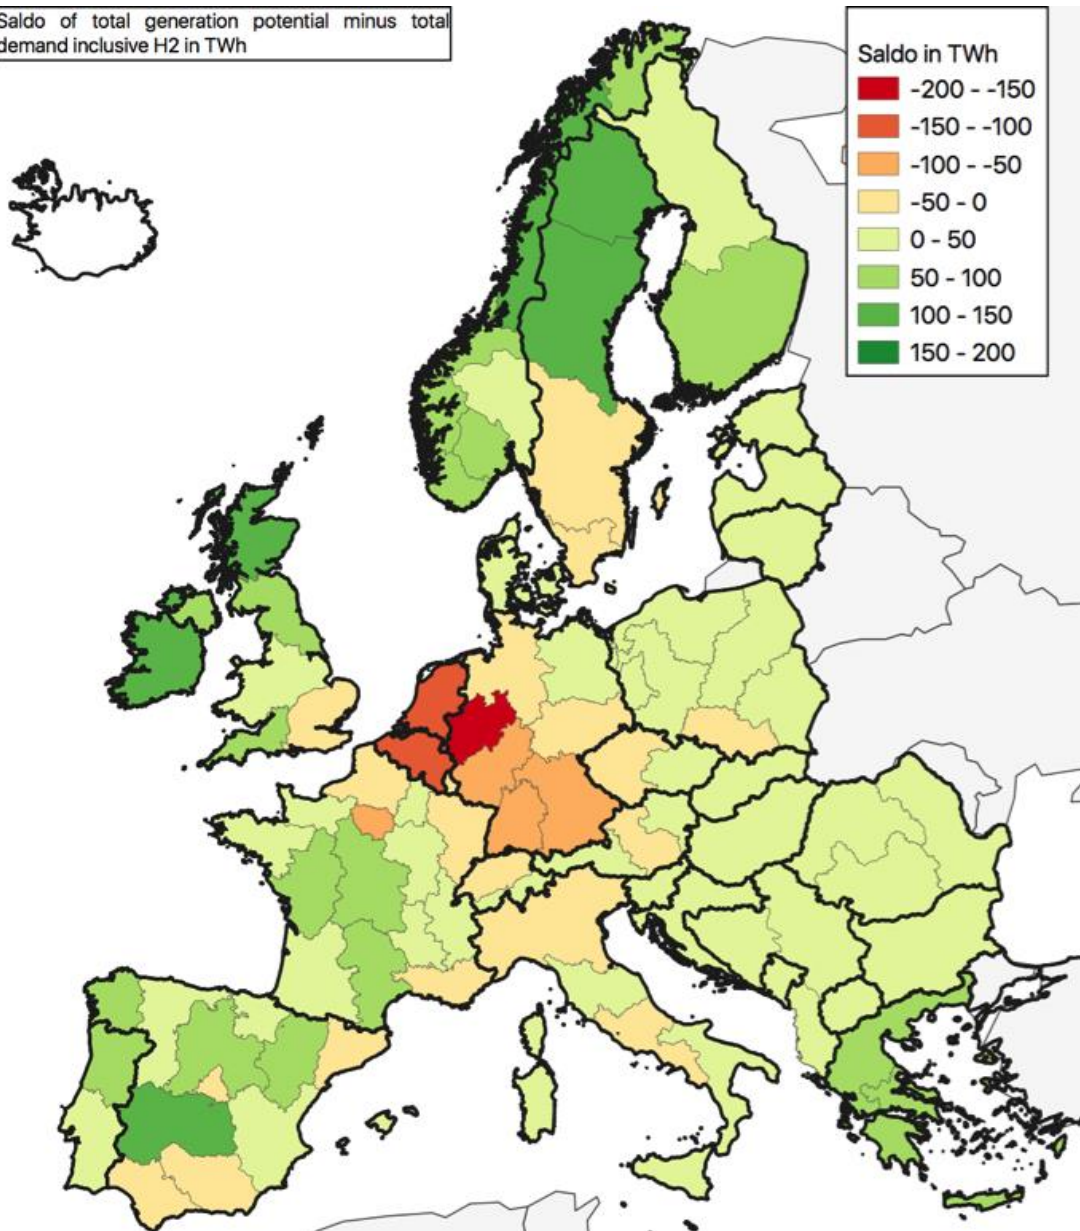 Saldo of total generation potential minus total
demand inclusive H2 in TWh
Saldo in TWh
-200 - -150
-150 - -100
-100 - -50
-50 - 0
0 - 50
50 - 100
100 - 150
150 - 200